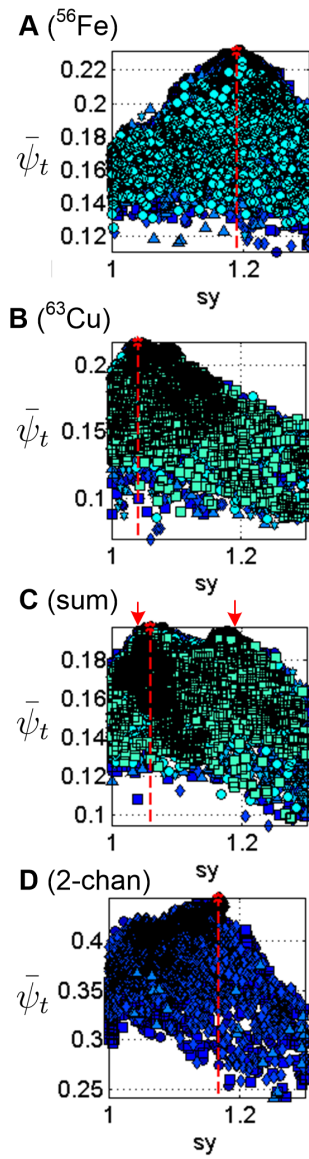 A (⁵⁶Fe)
0.22
0.2
0.18
0.16
0.14
0.12
ψ̄ₜ
1 1.2
sy
B (⁶³Cu)
0.2
0.15
0.1
ψ̄ₜ
1 1.2
sy
C (sum)
0.18
0.16
0.14
0.12
0.1
ψ̄ₜ
1 1.2
sy
D (2-chan)
0.4
0.35
0.3
0.25
ψ̄ₜ
1 1.2
sy